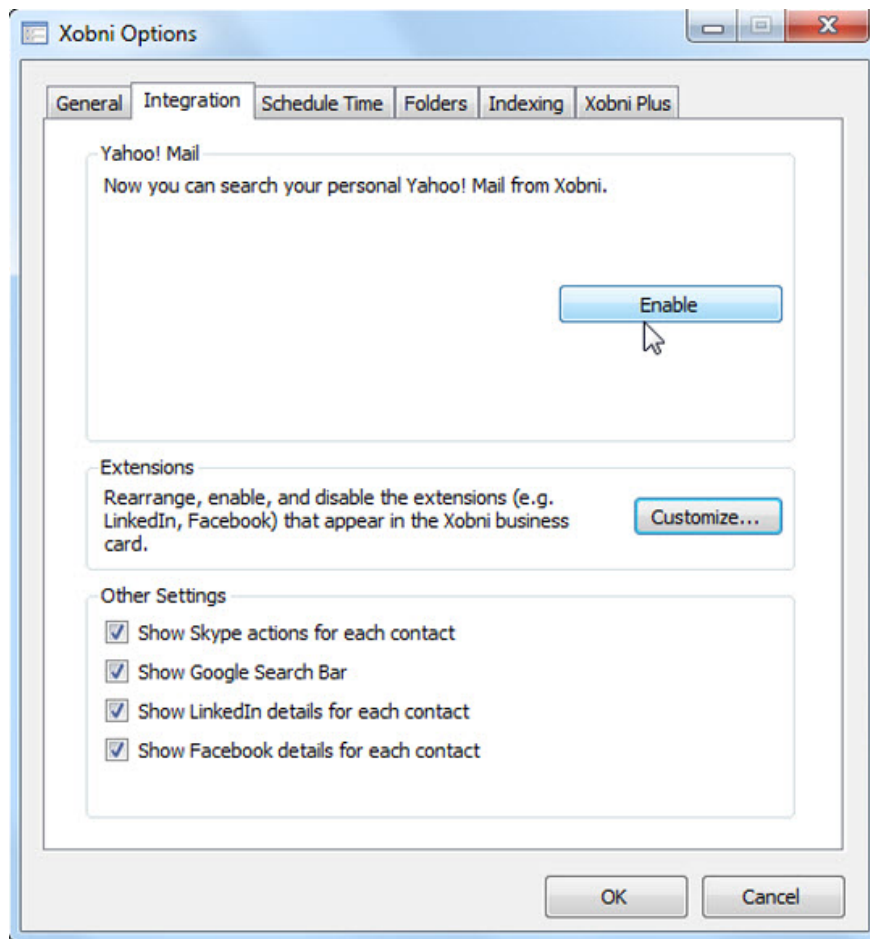 Xobni Options
General Integration Schedule Time Folders Indexing Xobni Plus
Yahoo! Mail
Now you can search your personal Yahoo! Mail from Xobni.
Enable
Extensions
Rearrange, enable, and disable the extensions (e.g.
LinkedIn, Facebook) that appear in the Xobni business
card.
Customize...
Other Settings
Show Skype actions for each contact
Show Google Search Bar
Show LinkedIn details for each contact
Show Facebook details for each contact
OK Cancel